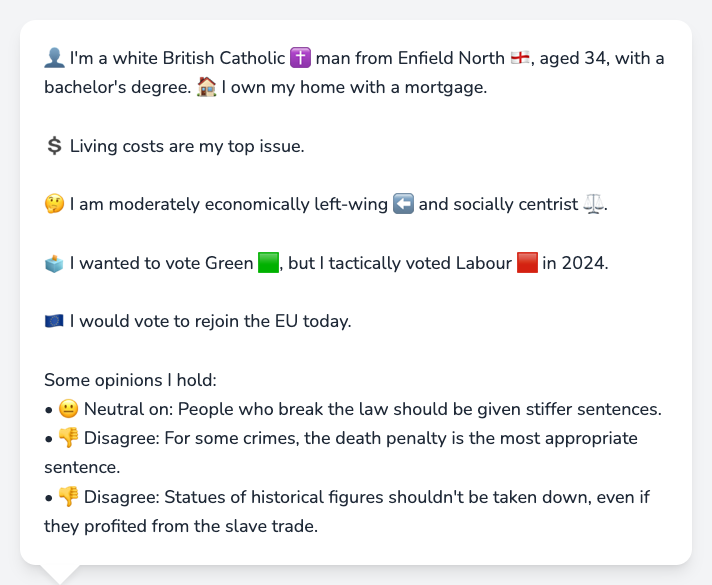 👤 I'm a white British Catholic ✝️ man from Enfield North 🏴󠁧󠁢󠁥󠁮󠁧󠁿, aged 34, with a
bachelor's degree. 🏠 I own my home with a mortgage.
💲 Living costs are my top issue.
🤔 I am moderately economically left-wing ⬅️ and socially centrist ⚖️.
🗳️ I wanted to vote Green 🟩, but I tactically voted Labour 🟥 in 2024.
🇪🇺 I would vote to rejoin the EU today.
Some opinions I hold:
• 😐 Neutral on: People who break the law should be given stiffer sentences.
• 👎 Disagree: For some crimes, the death penalty is the most appropriate
sentence.
• 👎 Disagree: Statues of historical figures shouldn't be taken down, even if
they profited from the slave trade.